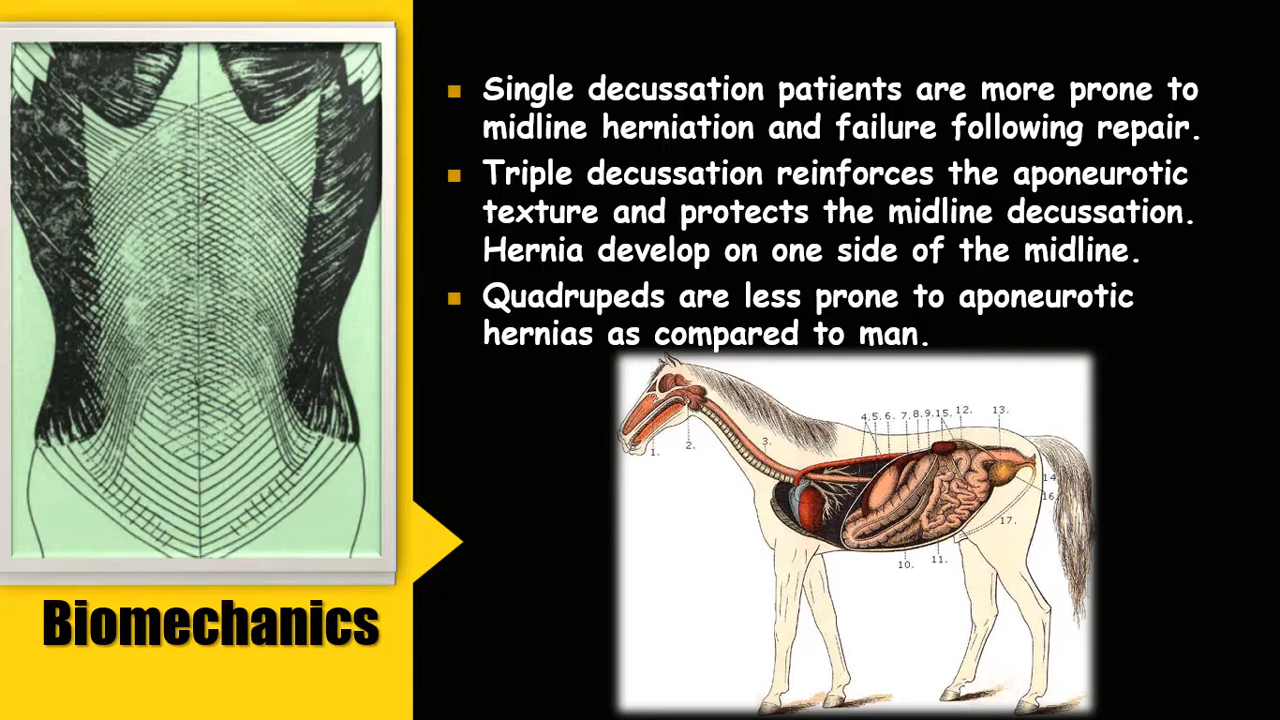 Single decussation patients are more prone to
midline herniation and failure following repair.
Triple decussation reinforces the aponeurotic
texture and protects the midline decussation.
Hernia develop on one side of the midline.
Quadrupeds are less prone to aponeurotic
hernias as compared to man.
4.5. 6. 7. 8.9.15. 12. 13.
1. 2. 3.
14.
16.
17.
10. 11.
Biomechanics